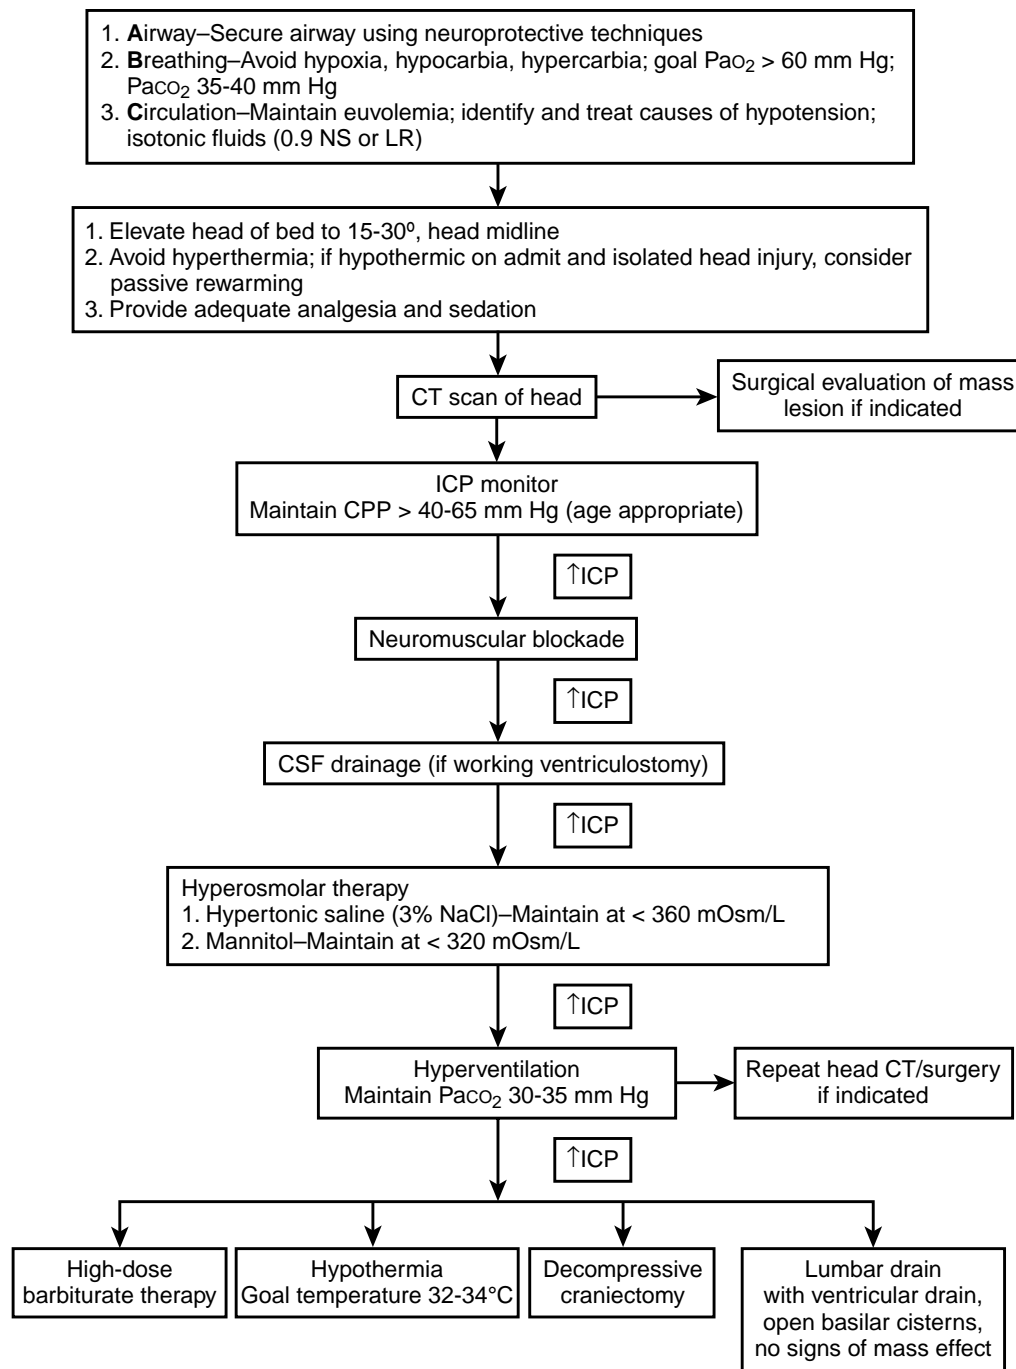 1. Airway–Secure airway using neuroprotective techniques
2. Breathing–Avoid hypoxia, hypocarbia, hypercarbia; goal PaO2 > 60 mm Hg;
PaCO2 35-40 mm Hg
3. Circulation–Maintain euvolemia; identify and treat causes of hypotension;
isotonic fluids (0.9 NS or LR)
1. Elevate head of bed to 15-30º, head midline
2. Avoid hyperthermia; if hypothermic on admit and isolated head injury, consider
passive rewarming
3. Provide adequate analgesia and sedation
CT scan of head
Surgical evaluation of mass
lesion if indicated
ICP monitor
Maintain CPP > 40-65 mm Hg (age appropriate)
↑ICP
Neuromuscular blockade
↑ICP
CSF drainage (if working ventriculostomy)
↑ICP
Hyperosmolar therapy
1. Hypertonic saline (3% NaCl)–Maintain at < 360 mOsm/L
2. Mannitol–Maintain at < 320 mOsm/L
↑ICP
Hyperventilation
Maintain PaCO2 30-35 mm Hg
Repeat head CT/surgery
if indicated
↑ICP
High-dose
barbiturate therapy
Hypothermia
Goal temperature 32-34°C
Decompressive
craniectomy
Lumbar drain
with ventricular drain,
open basilar cisterns,
no signs of mass effect